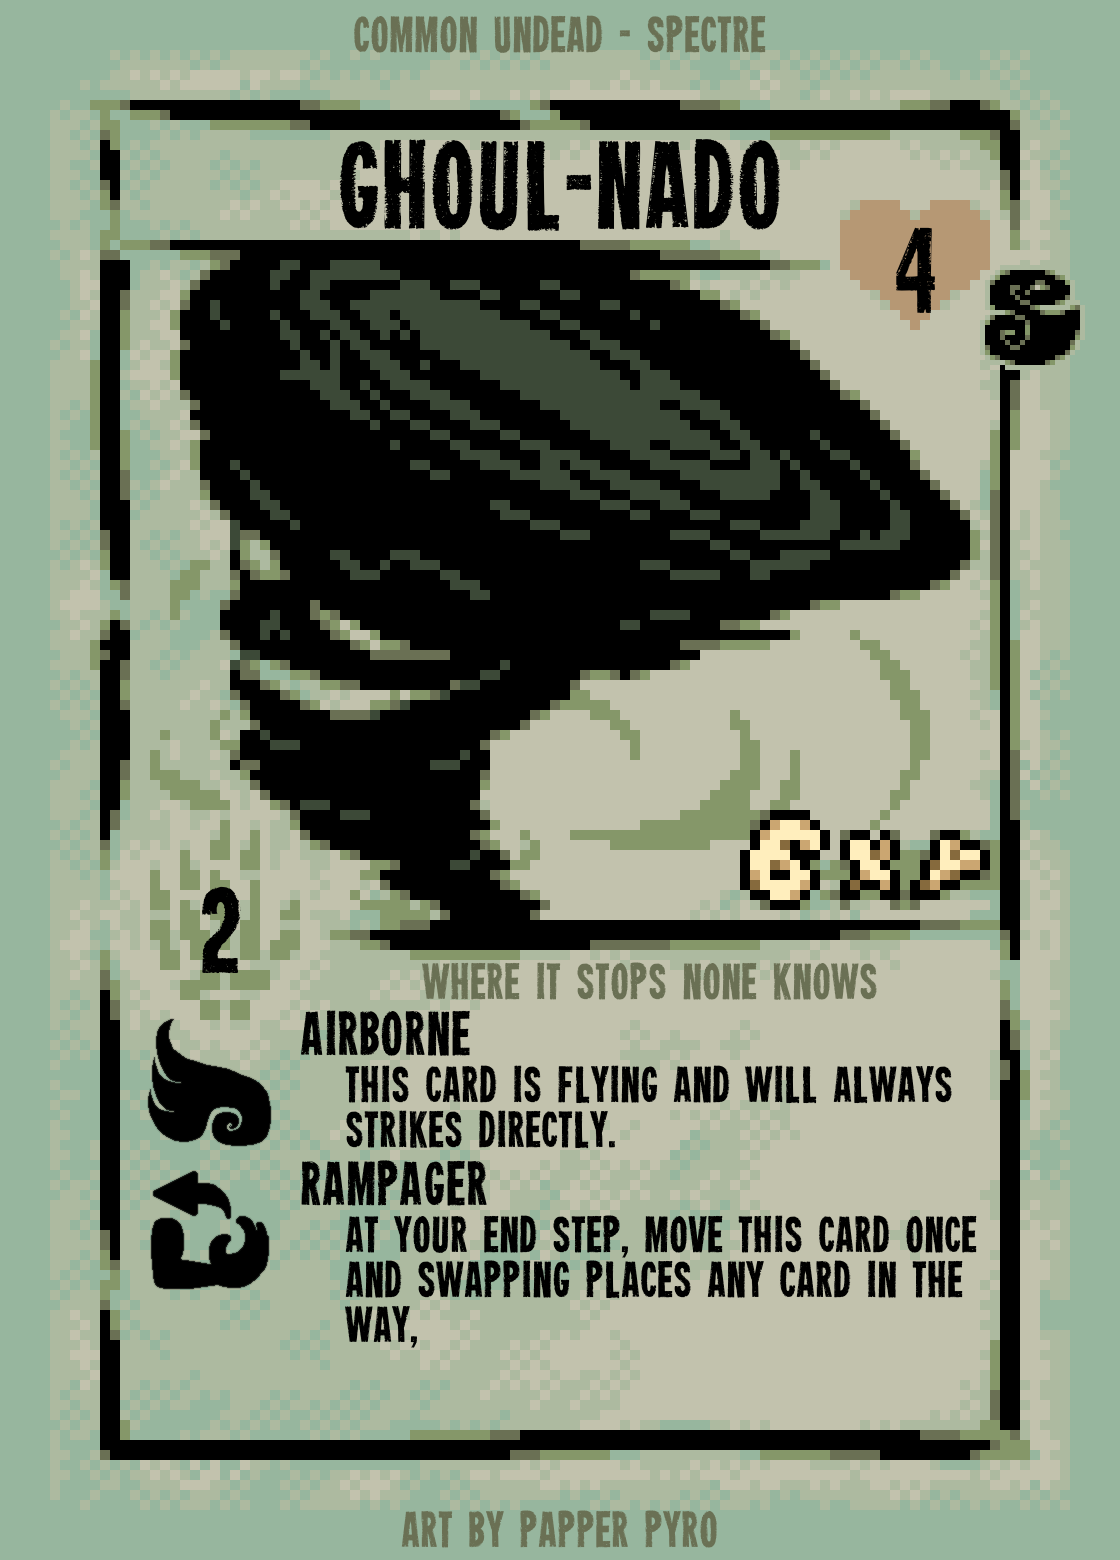 COMMON UNDEAD - SPECTRE
GHOUL-NADO
4
6 XP
2
WHERE IT STOPS NONE KNOWS
AIRBORNE
THIS CARD IS FLYING AND WILL ALWAYS
STRIKES DIRECTLY.
RAMPAGER
AT YOUR END STEP, MOVE THIS CARD ONCE
AND SWAPPING PLACES ANY CARD IN THE
WAY,
ART BY PAPPER PYRO